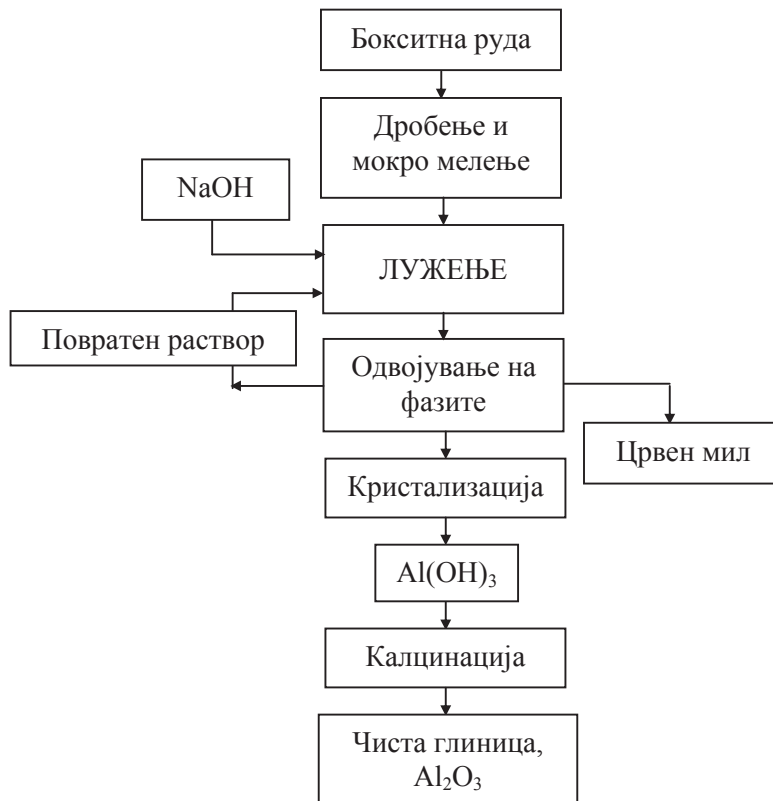 Бокситна руда
Дробење и
мокро мелење
NaOH
ЛУЖЕЊЕ
Повратен раствор
Одвојување на
фазите
Црвен мил
Кристализација
Al(OH)₃
Калцинација
Чиста глиница,
Al₂O₃